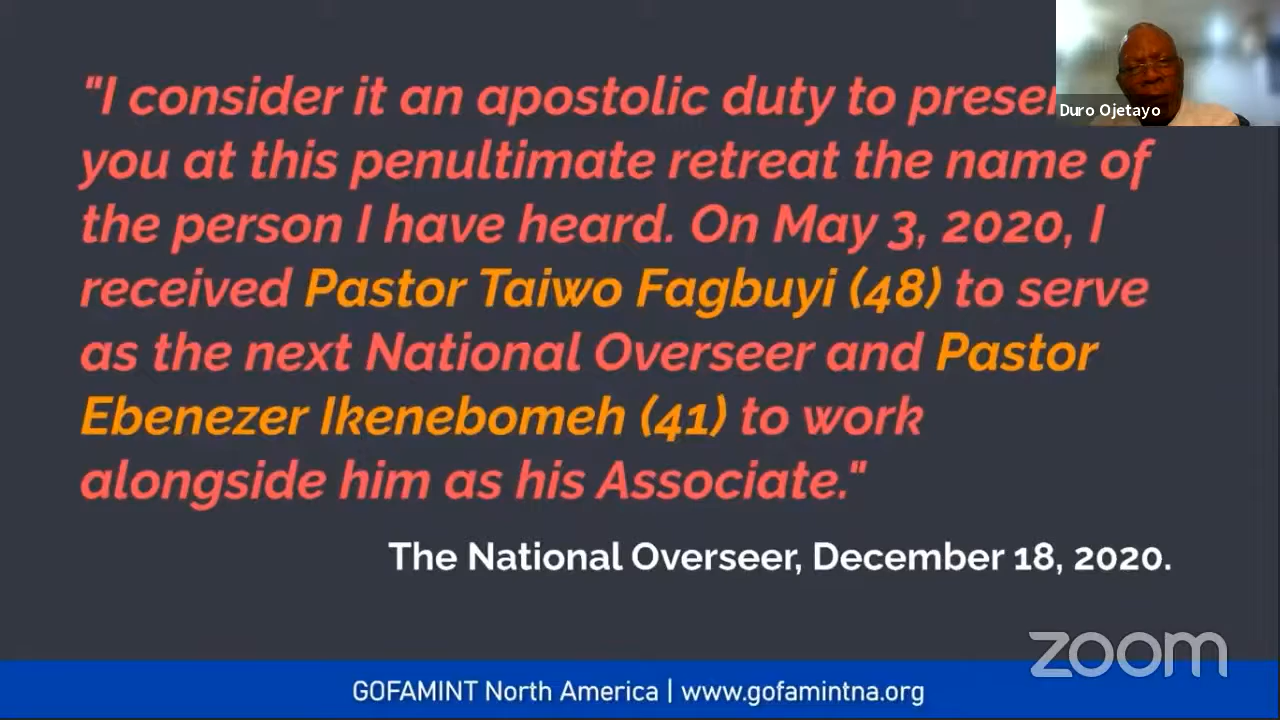 "I consider it an apostolic duty to
Duro Ojetayo
you at this penultimate retreat the name of
the person I have heard. On May 3, 2020, I
received Pastor Taiwo Fagbuyi (48) to serve
as the next National Overseer and Pastor
Ebenezer Ikenebomeh (41) to work
alongside him as his Associate."
The National Overseer, December 18, 2020.
zoom
GOFAMINT North America | www.gofamintna.org